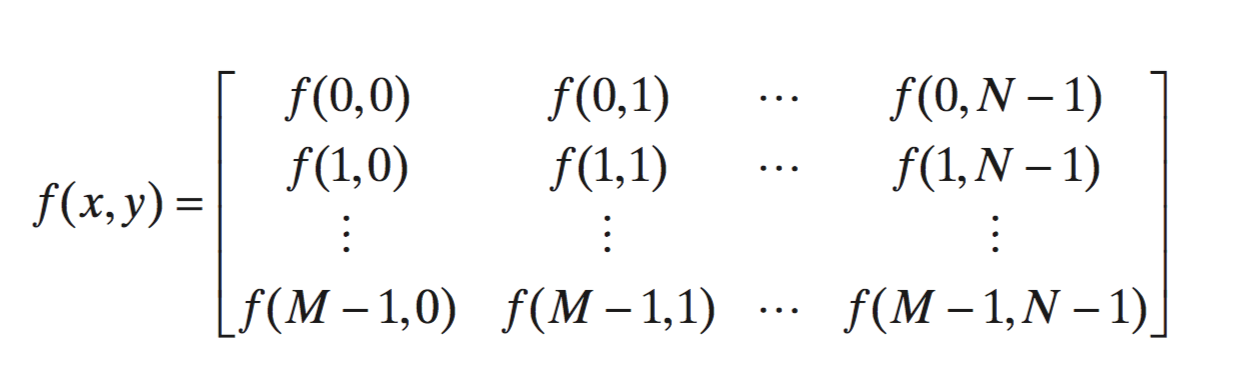 f(0,0) f(0,1) ⋯ f(0,N − 1)
f(1,0) f(1,1) ⋯ f(1,N − 1)
f(x,y) =
⋮ ⋮ ⋮
f(M − 1,0) f(M − 1,1) ⋯ f(M − 1,N − 1)